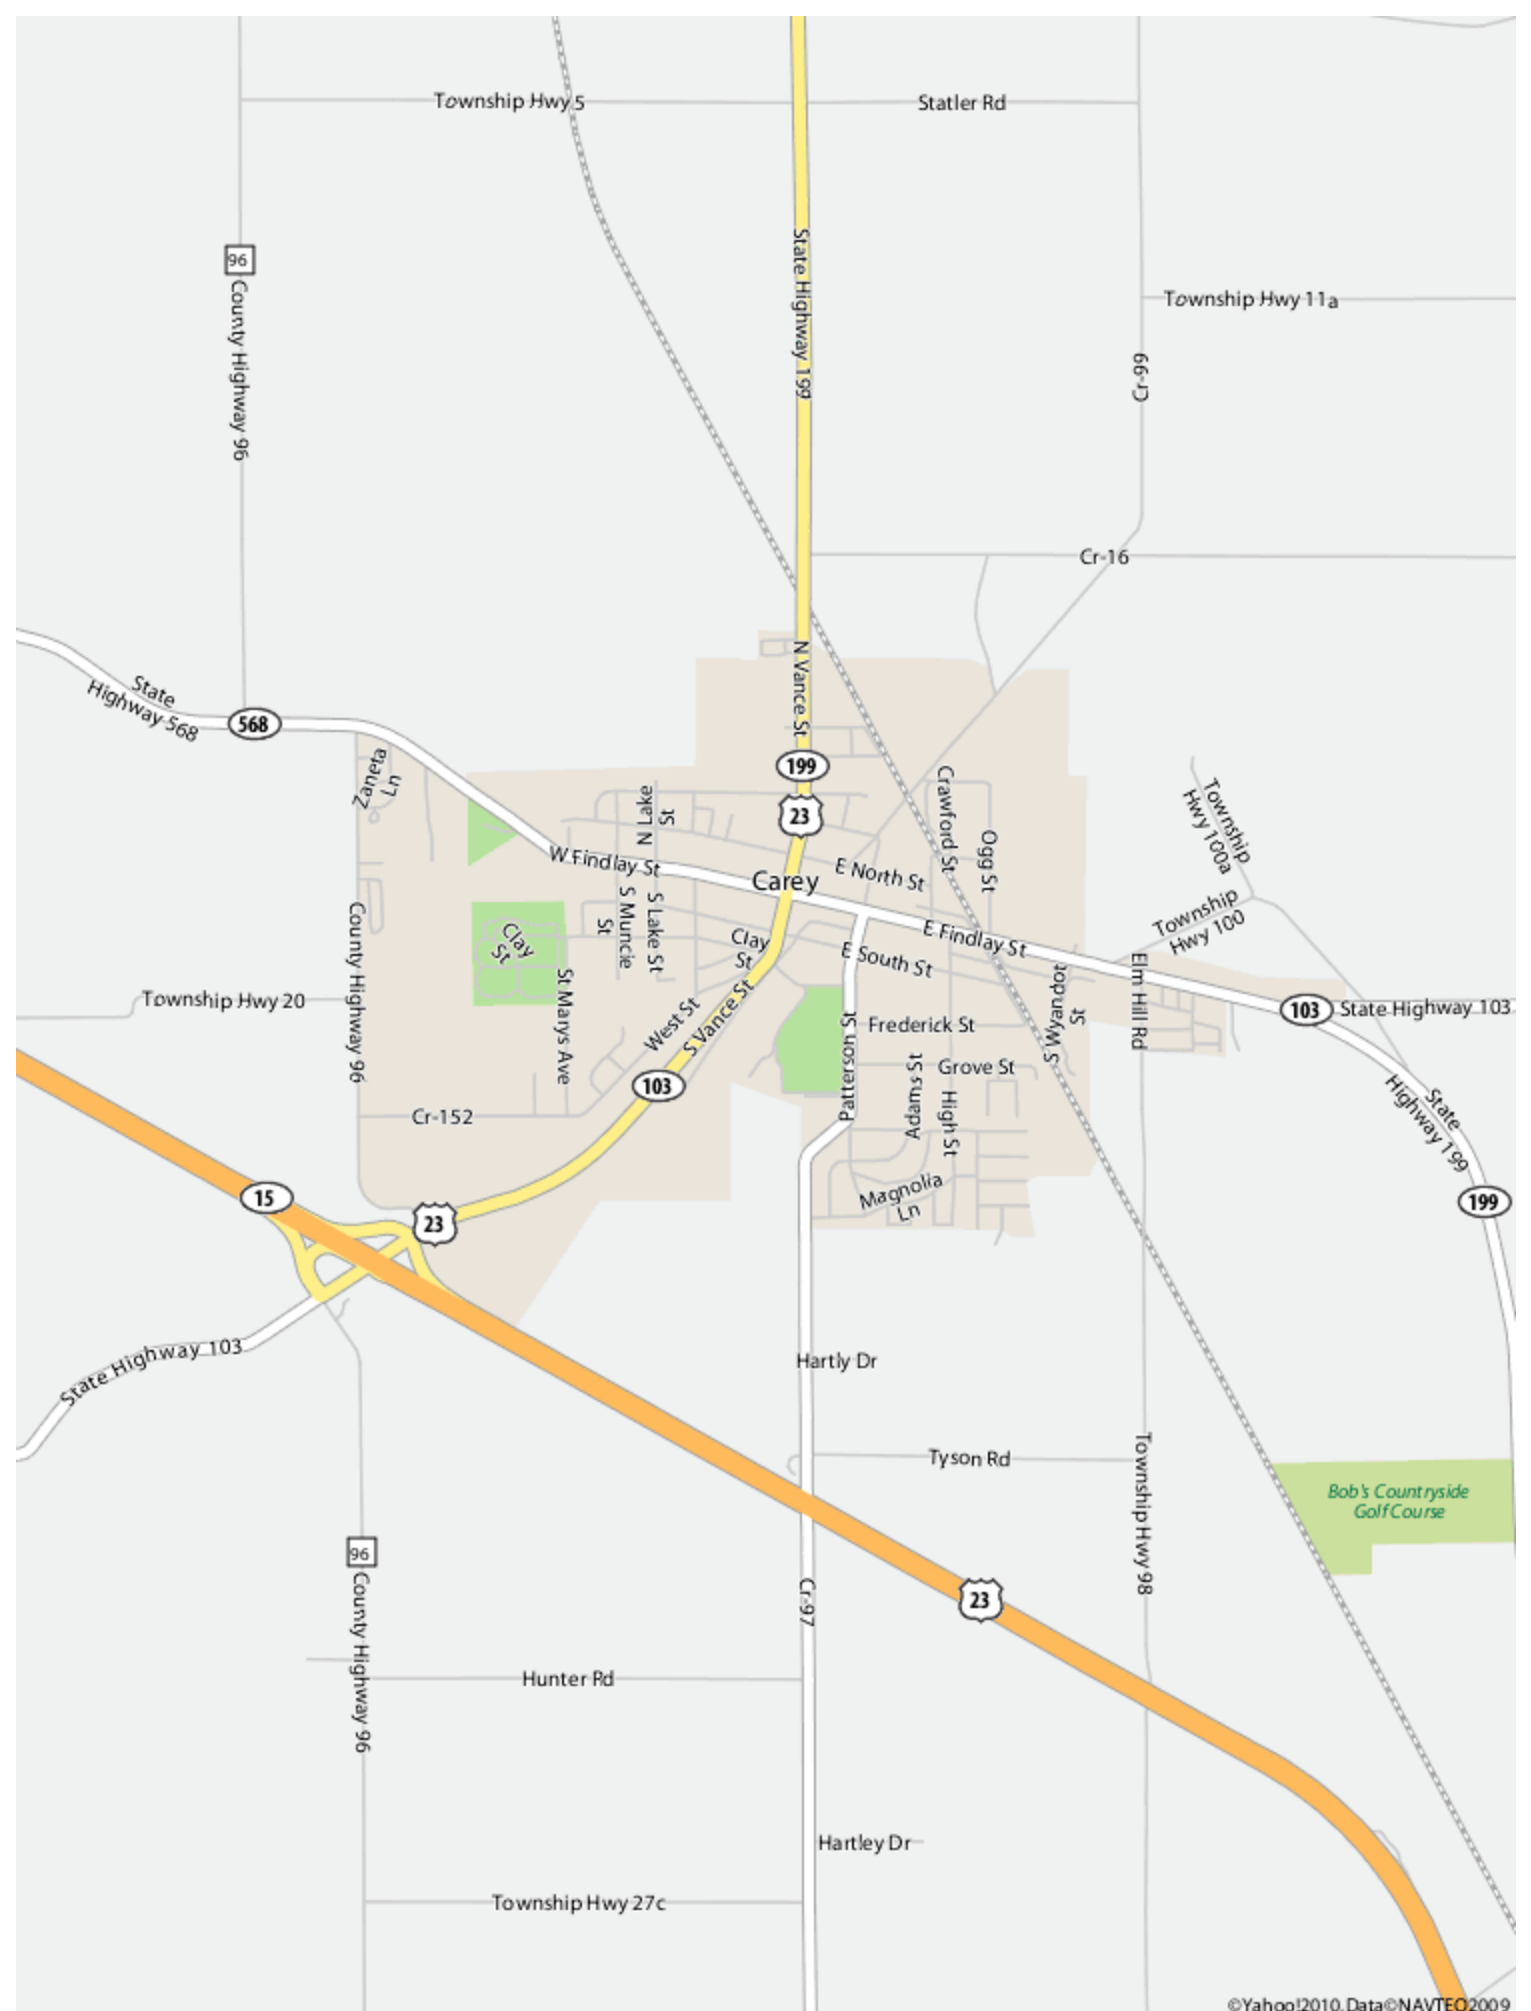 Township Hwy 5
Statler Rd
96
County Highway 96
State Highway 199
Township Hwy 11a
Cr-99
Cr-16
State
Highway 568
568
N Vance St
199
23
Zaneta
Ln
N Lake
St
Crawford St
Ogg St
Township
Hwy 100a
W Findlay St
Carey
E North St
S Muncie
St
S Lake St
Clay
St
Clay
St
E Findlay St
E South St
Township
Hwy 100
County Highway 96
Township Hwy 20
St Marys Ave
West St
S Vance St
103
Patterson St
Frederick St
Grove St
Adams St
High St
S Wyandot
St
Elm Hill Rd
103
State Highway 103
State
Highway 199
199
Cr-152
Magnolia
Ln
15
23
State Highway 103
Hartly Dr
Tyson Rd
Township Hwy 98
Bob's Countryside
Golf Course
96
County Highway 96
Cr-97
23
Hunter Rd
Hartley Dr
Township Hwy 27c
©Yahoo!2010, Data©NAVTEQ2009